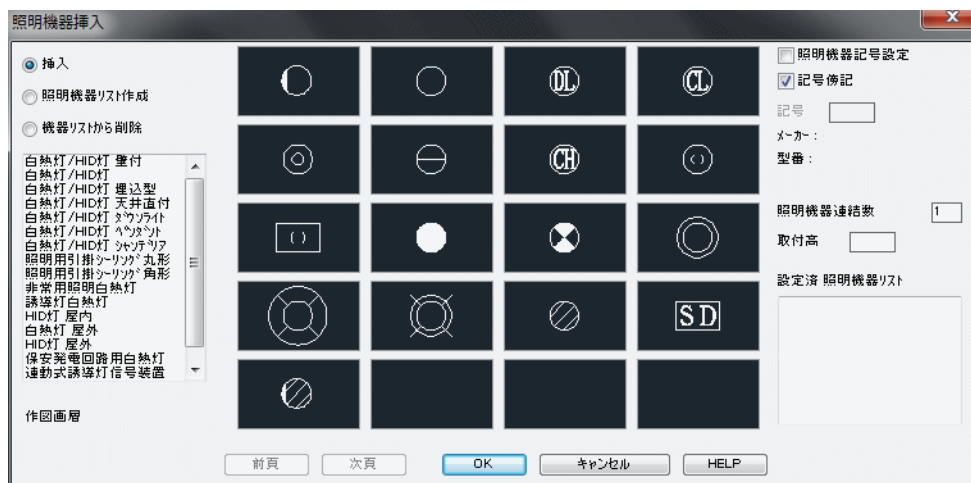 照明機器挿入
挿入
照明機器リスト作成
機器リストから削除
白熱灯/HID灯 壁付
白熱灯/HID灯
白熱灯/HID灯 埋込型
白熱灯/HID灯 天井直付
白熱灯/HID灯 ダウンライト
白熱灯/HID灯 ペンダント
白熱灯/HID灯 シャンデリア
照明用引掛シーリング 丸形
照明用引掛シーリング 角形
非常用照明白熱灯
誘導灯白熱灯
HID灯 屋内
白熱灯 屋外
HID灯 屋外
保安発電回路用白熱灯
連動式誘導灯信号装置
作図画層
DL
CL
CH
SD
照明機器記号設定
記号傍記
記号
メーカー :
型番 :
照明機器連結数 1
取付高
設定済 照明機器リスト
前頁
次頁
OK
キャンセル
HELP